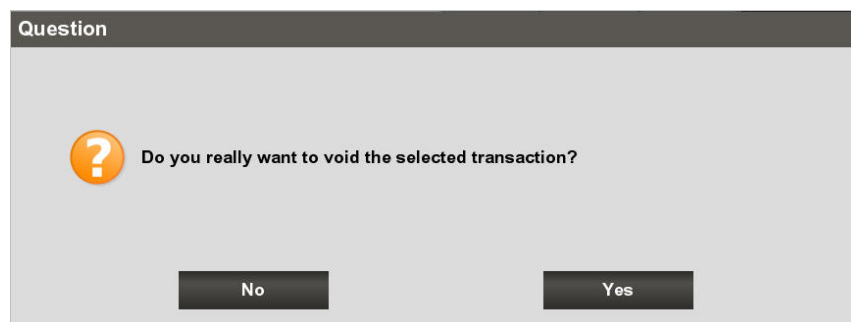 Question
Do you really want to void the selected transaction?
No
Yes